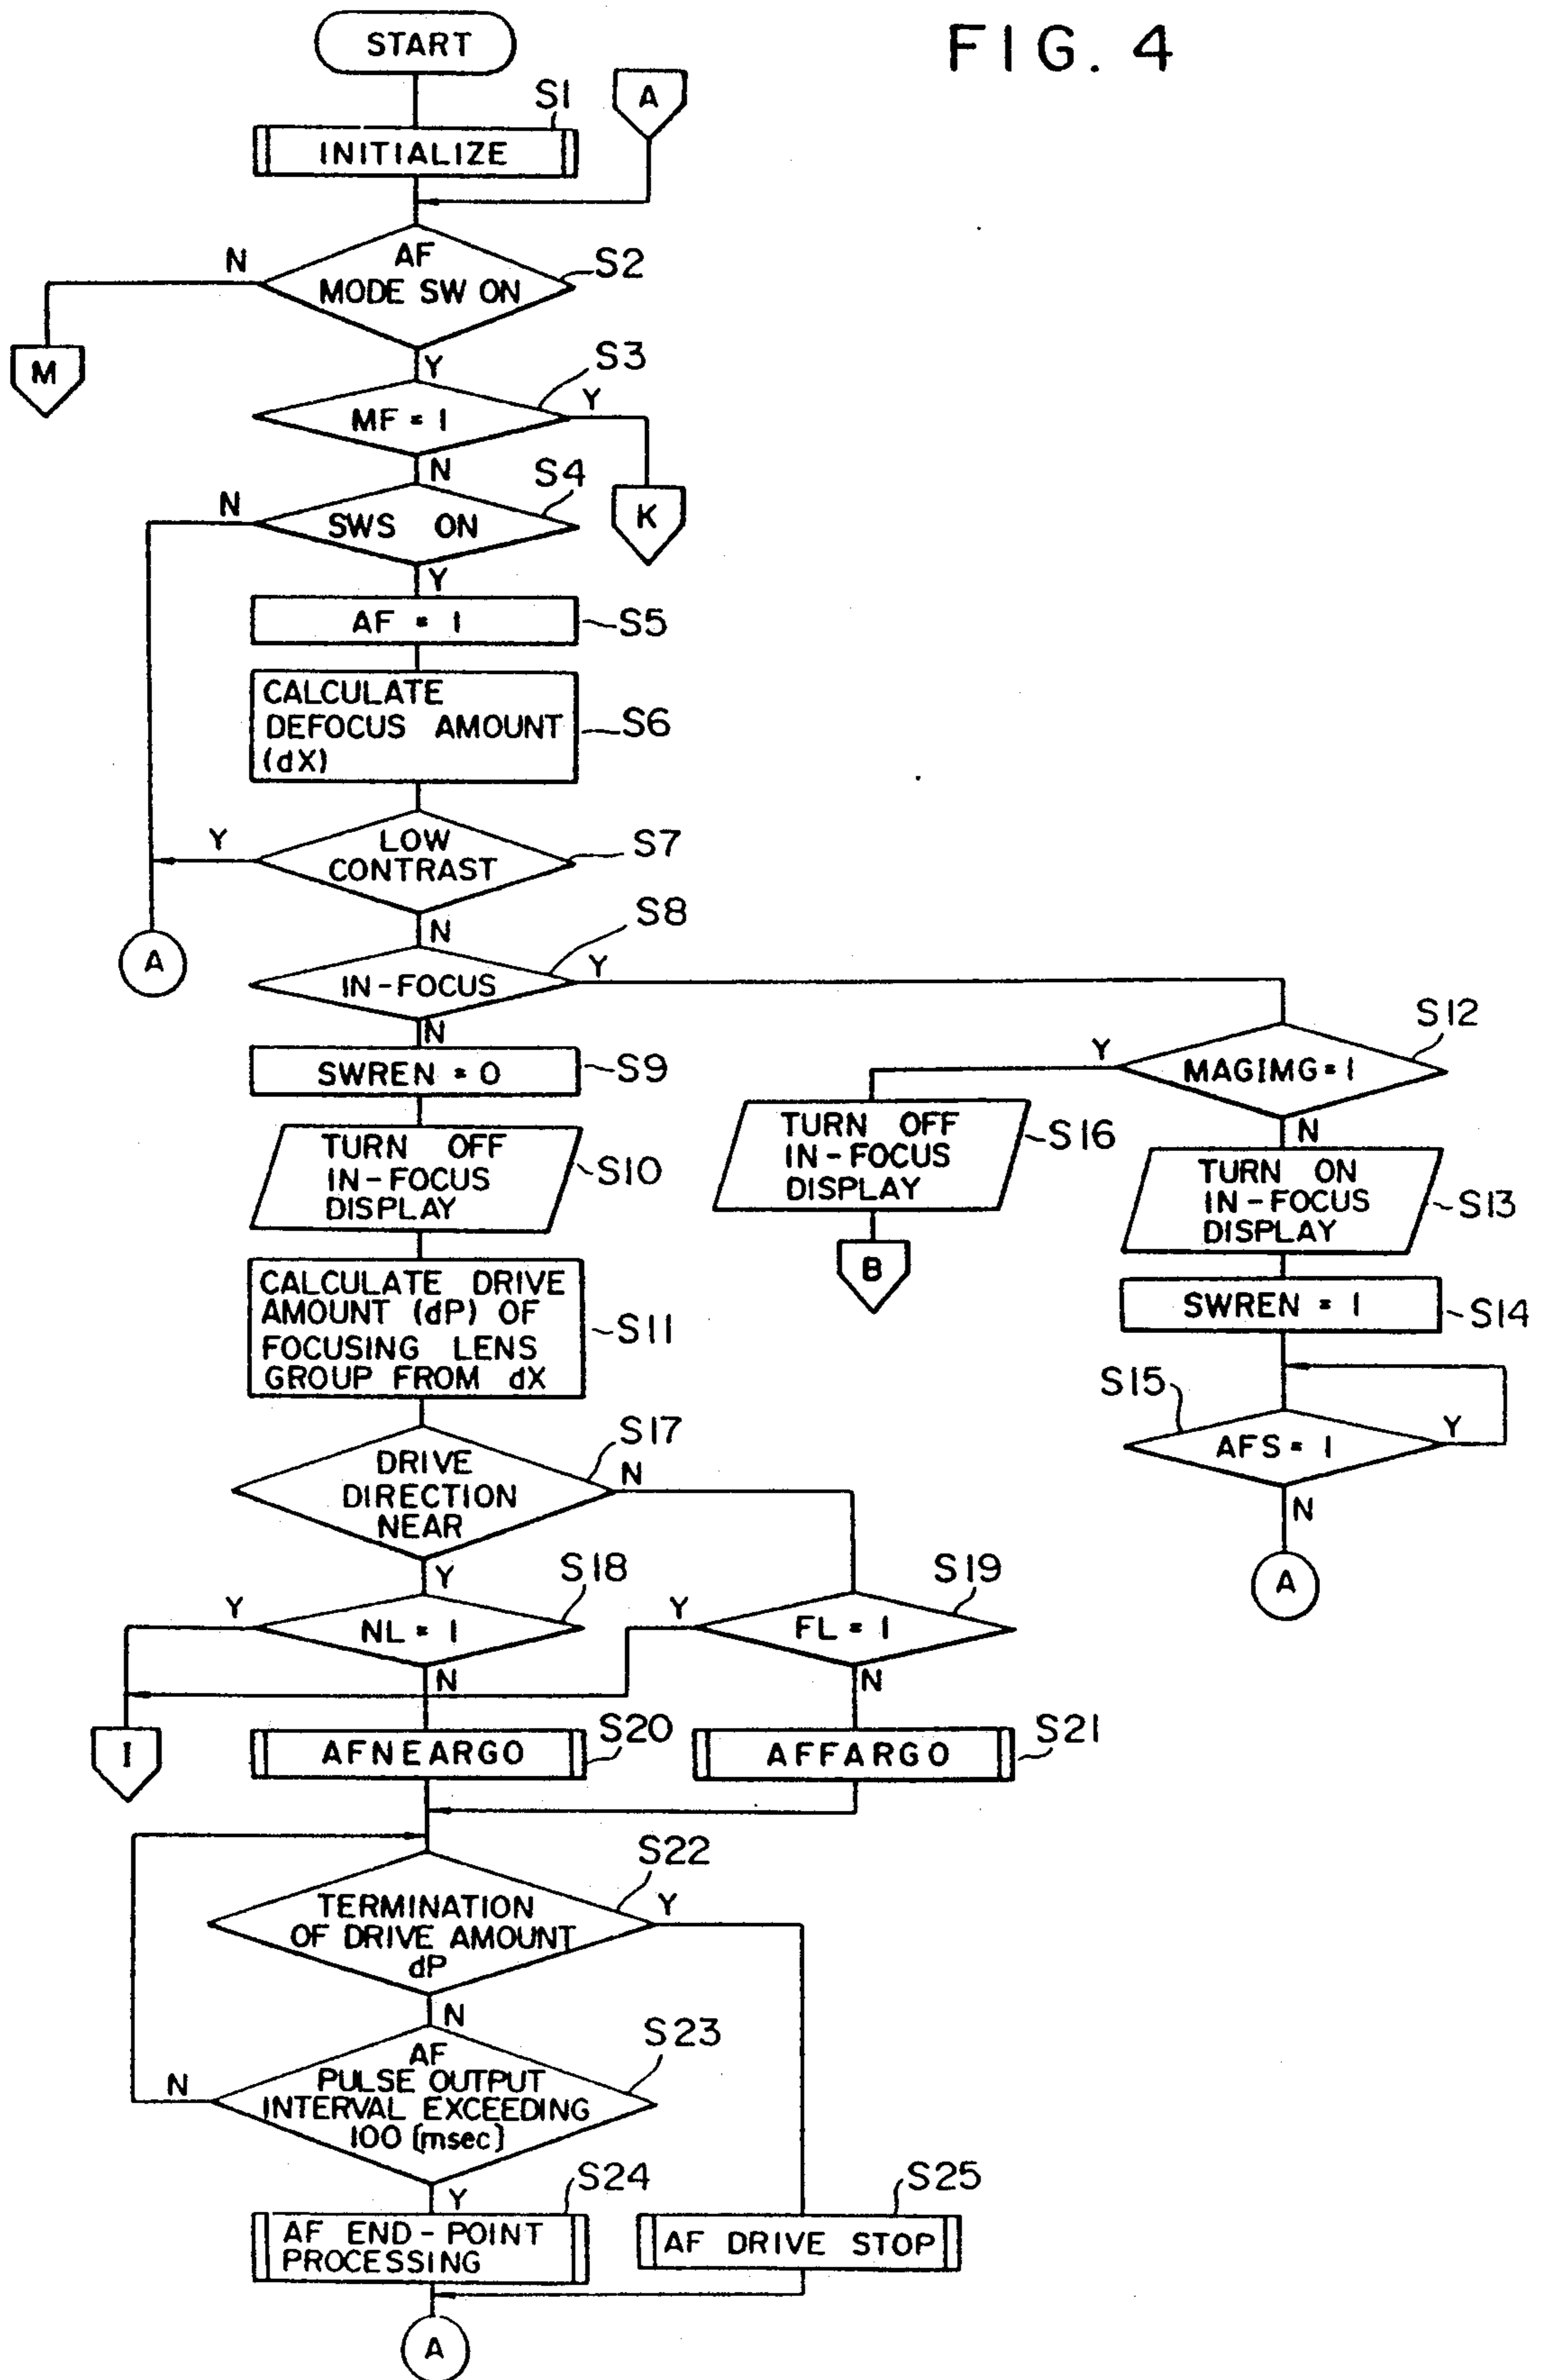 FIG. 4
START
A
S1
INITIALIZE
AF
MODE SW ON
S2
N
Y
M
S3
MF = 1
Y
N
K
S4
SWS ON
N
Y
AF = 1
S5
CALCULATE
DEFOCUS AMOUNT
(dX)
S6
LOW
CONTRAST
S7
Y
N
A
S8
IN-FOCUS
Y
N
SWREN = 0
S9
TURN OFF
IN-FOCUS
DISPLAY
S10
CALCULATE DRIVE
AMOUNT (dP) OF
FOCUSING LENS
GROUP FROM dX
S11
S12
MAGIMG = 1
Y
N
TURN OFF
IN-FOCUS
DISPLAY
S16
B
TURN ON
IN-FOCUS
DISPLAY
S13
SWREN = 1
S14
S15
AFS = 1
Y
N
A
S17
DRIVE
DIRECTION
NEAR
N
Y
S18
NL = 1
Y
N
S19
FL = 1
Y
N
I
AFNEARGO
S20
AFFARGO
S21
S22
TERMINATION
OF DRIVE AMOUNT
dP
Y
N
S23
AF
PULSE OUTPUT
INTERVAL EXCEEDING
100 [msec]
N
Y
S24
AF END-POINT
PROCESSING
S25
AF DRIVE STOP
A